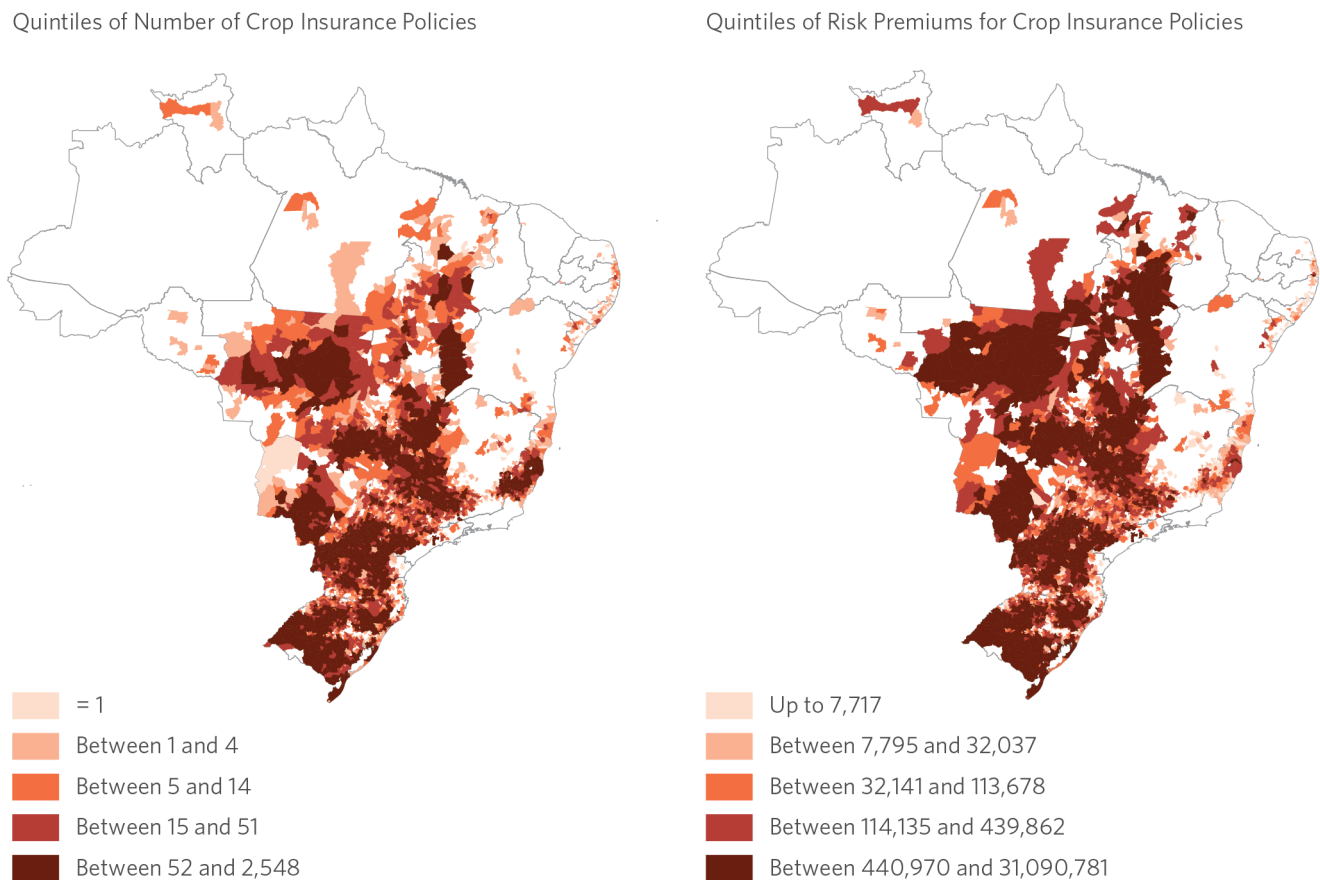 Quintiles of Number of Crop Insurance Policies
= 1
Between 1 and 4
Between 5 and 14
Between 15 and 51
Between 52 and 2,548
Quintiles of Risk Premiums for Crop Insurance Policies
Up to 7,717
Between 7,795 and 32,037
Between 32,141 and 113,678
Between 114,135 and 439,862
Between 440,970 and 31,090,781